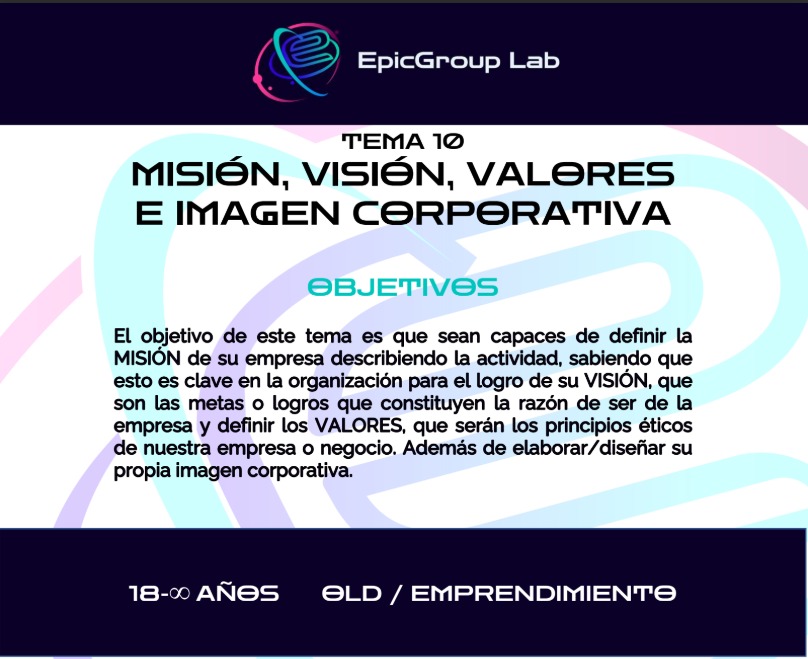 EpicGroup Lab
TEMA 10
MISIÓN, VISIÓN, VALORES
E IMAGEN CORPORATIVA
OBJETIVOS
El objetivo de este tema es que sean capaces de definir la
MISIÓN de su empresa describiendo la actividad, sabiendo que
esto es clave en la organización para el logro de su VISIÓN, que
son las metas o logros que constituyen la razón de ser de la
empresa y definir los VALORES, que serán los principios éticos
de nuestra empresa o negocio. Además de elaborar/diseñar su
propia imagen corporativa.
18-∞ AÑOS OLD / EMPRENDIMIENTO